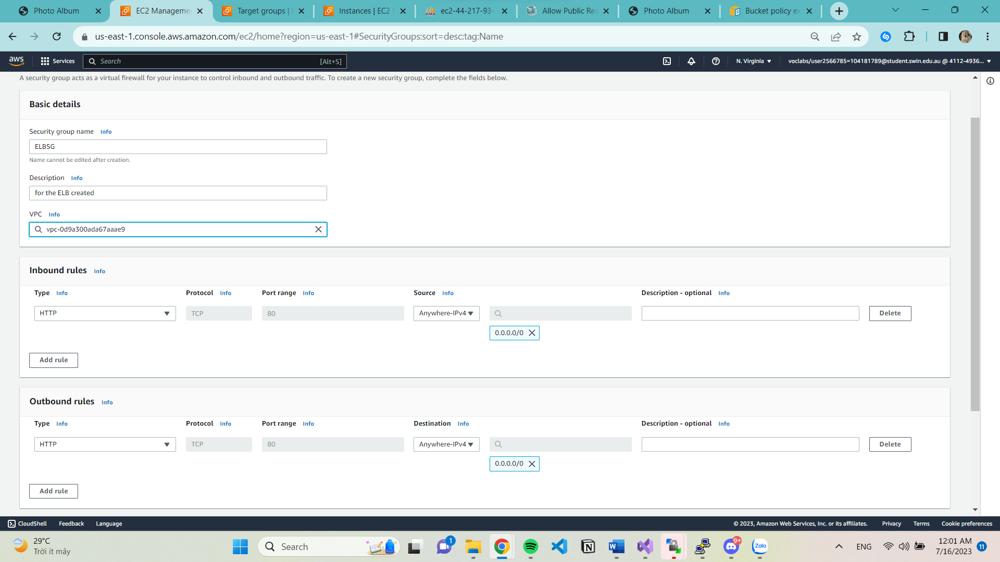 Photo Album
EC2 Manageme
Target groups |
Instances | EC2
ec2-44-217-93-
Allow Public Rea
Photo Album
Bucket policy ex
us-east-1.console.aws.amazon.com/ec2/home?region=us-east-1#SecurityGroups:sort=desc:tag:Name
aws
Services
Search
[Alt+S]
N. Virginia
voclabs/user2566785=104181789@student.swin.edu.au @ 4112-4936...
A security group acts as a virtual firewall for your instance to control inbound and outbound traffic. To create a new security group, complete the fields below.
Basic details
Security group name Info
ELBSG
Name cannot be edited after creation.
Description Info
for the ELB created
VPC Info
vpc-0d9a300ada67aaae9
Inbound rules Info
Type Info Protocol Info Port range Info Source Info Description - optional Info
HTTP TCP 80 Anywhere-IPv4 Delete
0.0.0.0/0
Add rule
Outbound rules Info
Type Info Protocol Info Port range Info Destination Info Description - optional Info
HTTP TCP 80 Anywhere-IPv4 Delete
0.0.0.0/0
Add rule
CloudShell Feedback Language
© 2023, Amazon Web Services, Inc. or its affiliates. Privacy Terms Cookie preferences
29°C
Trời ít mây
Search
1
9+
Zalo
ENG
12:01 AM
7/16/2023
11